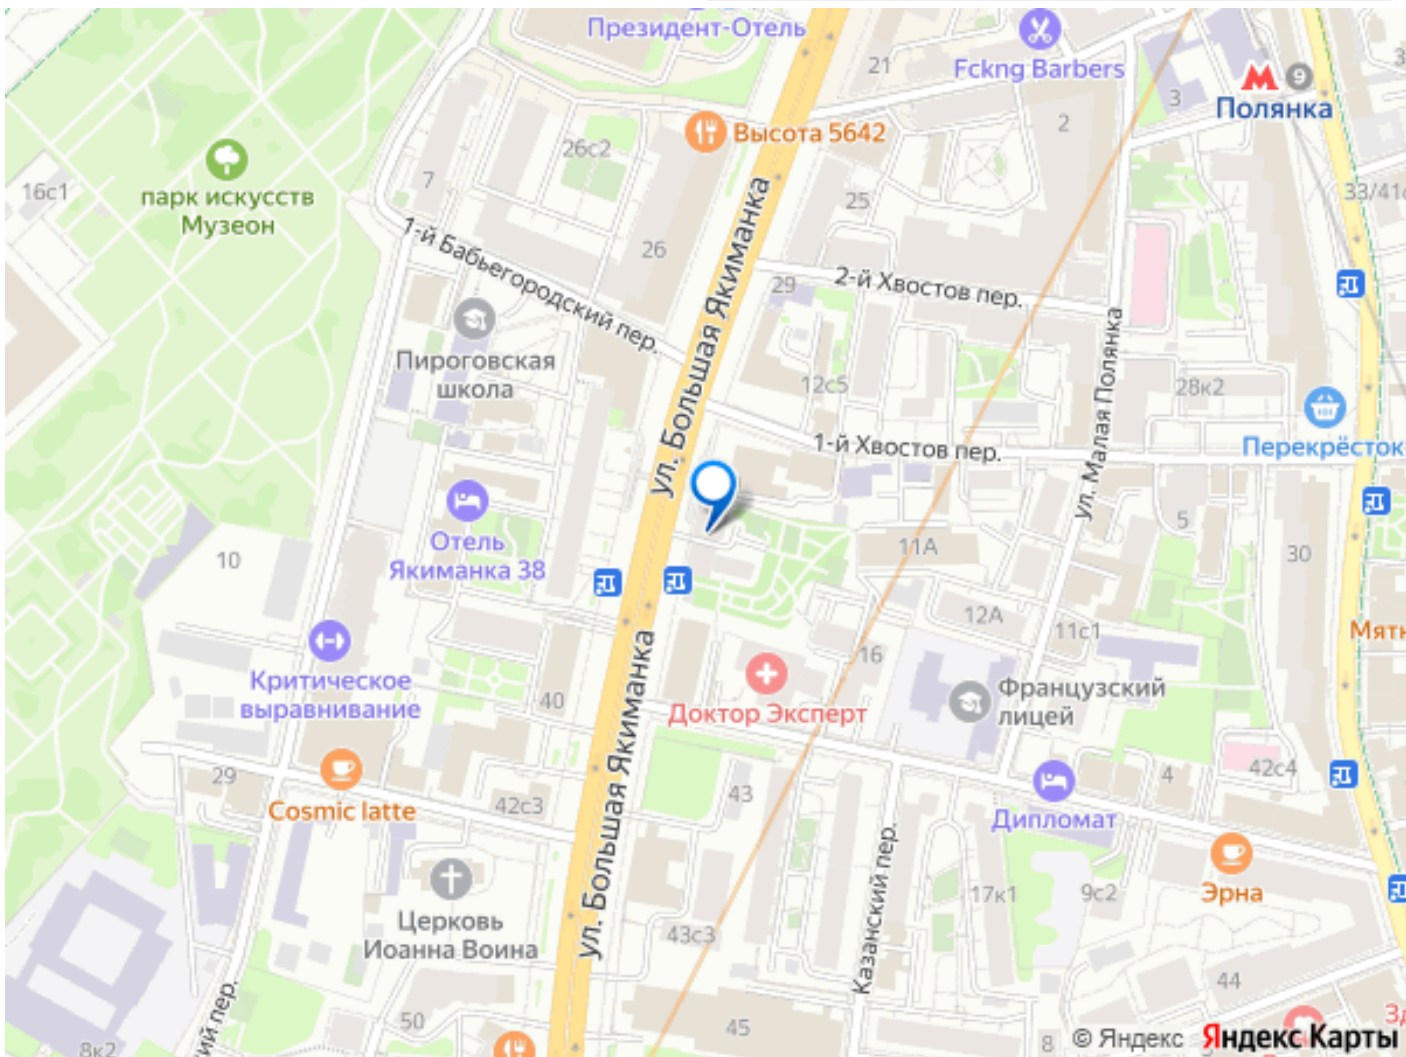 Президент-Отель
21
Fckng Barbers
3
9
Полянка
2
Высота 5642
26с2
7
16с1
парк искусств
Музеон
25
33/41
26
1-й Бабьегородский пер.
ул. Большая Якиманка
29
2-й Хвостов пер.
Пироговская
школа
12с5
28к2
ул. Малая Полянка
1-й Хвостов пер.
Перекрёсток
5
Отель
Якиманка 38
10
11А
30
12А
11с1
16
Критическое
выравнивание
Доктор Эксперт
Французский
лицей
40
ул. Большая Якиманка
29
42с3
43
4
42с4
Cosmic latte
Дипломат
Казанский пер.
17к1
9с2
Эрна
Церковь
Иоанна Воина
43с3
44
50
45
8
8к2
© Яндекс Яндекс Карты